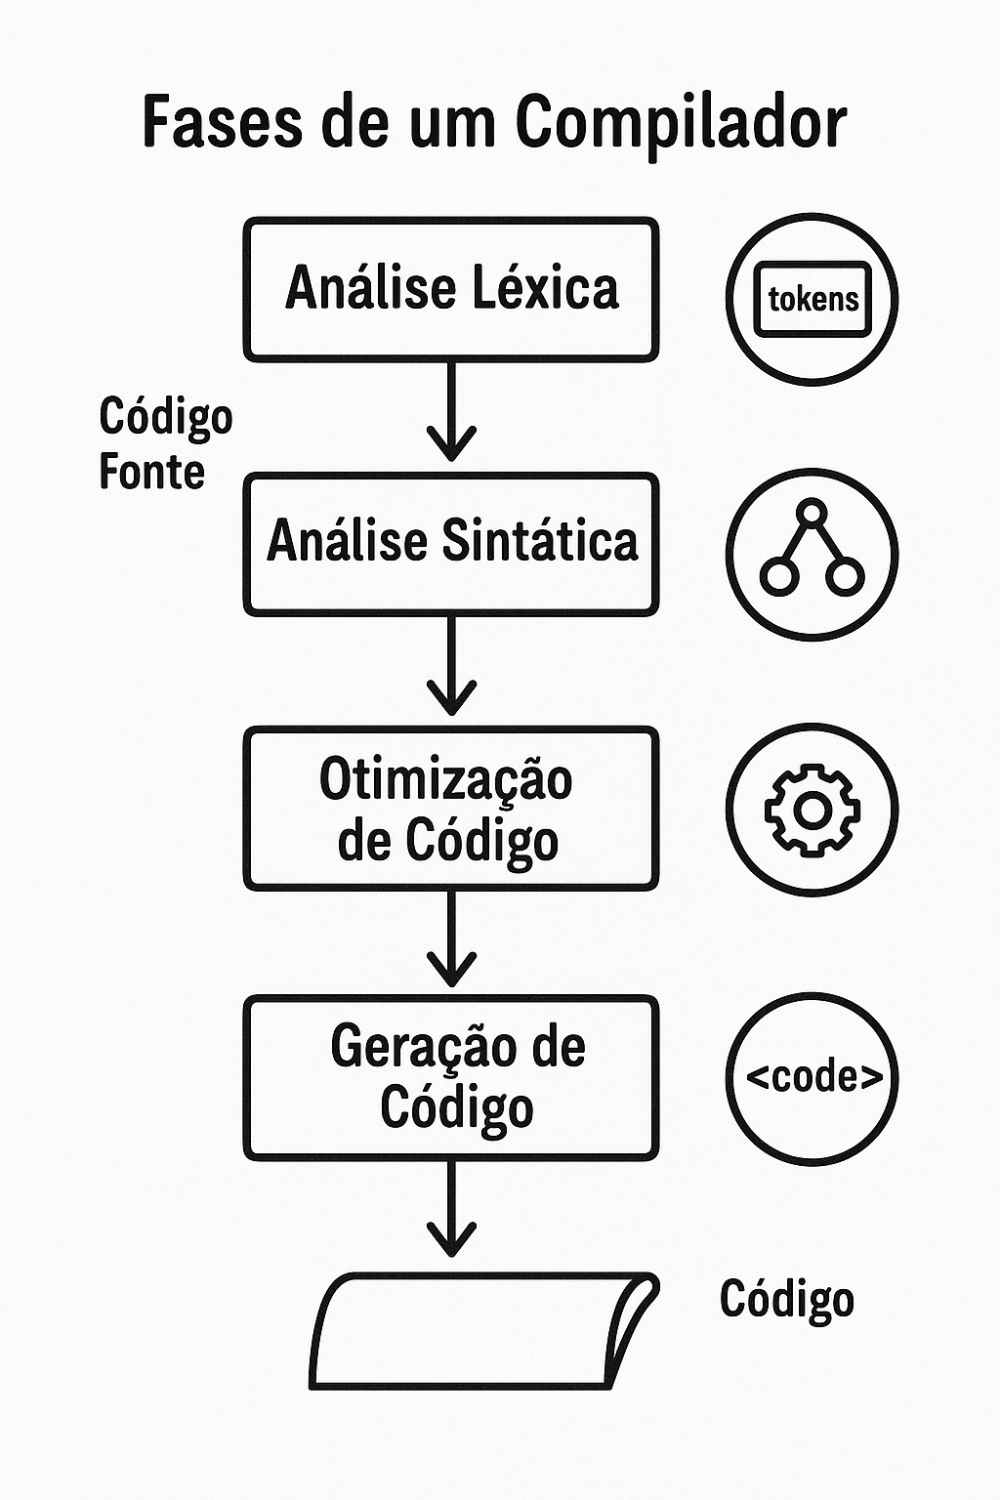 Fases de um Compilador
Análise Léxica
tokens
Código
Fonte
Análise Sintática
Otimização
de Código
Geração de
Código
<code>
Código